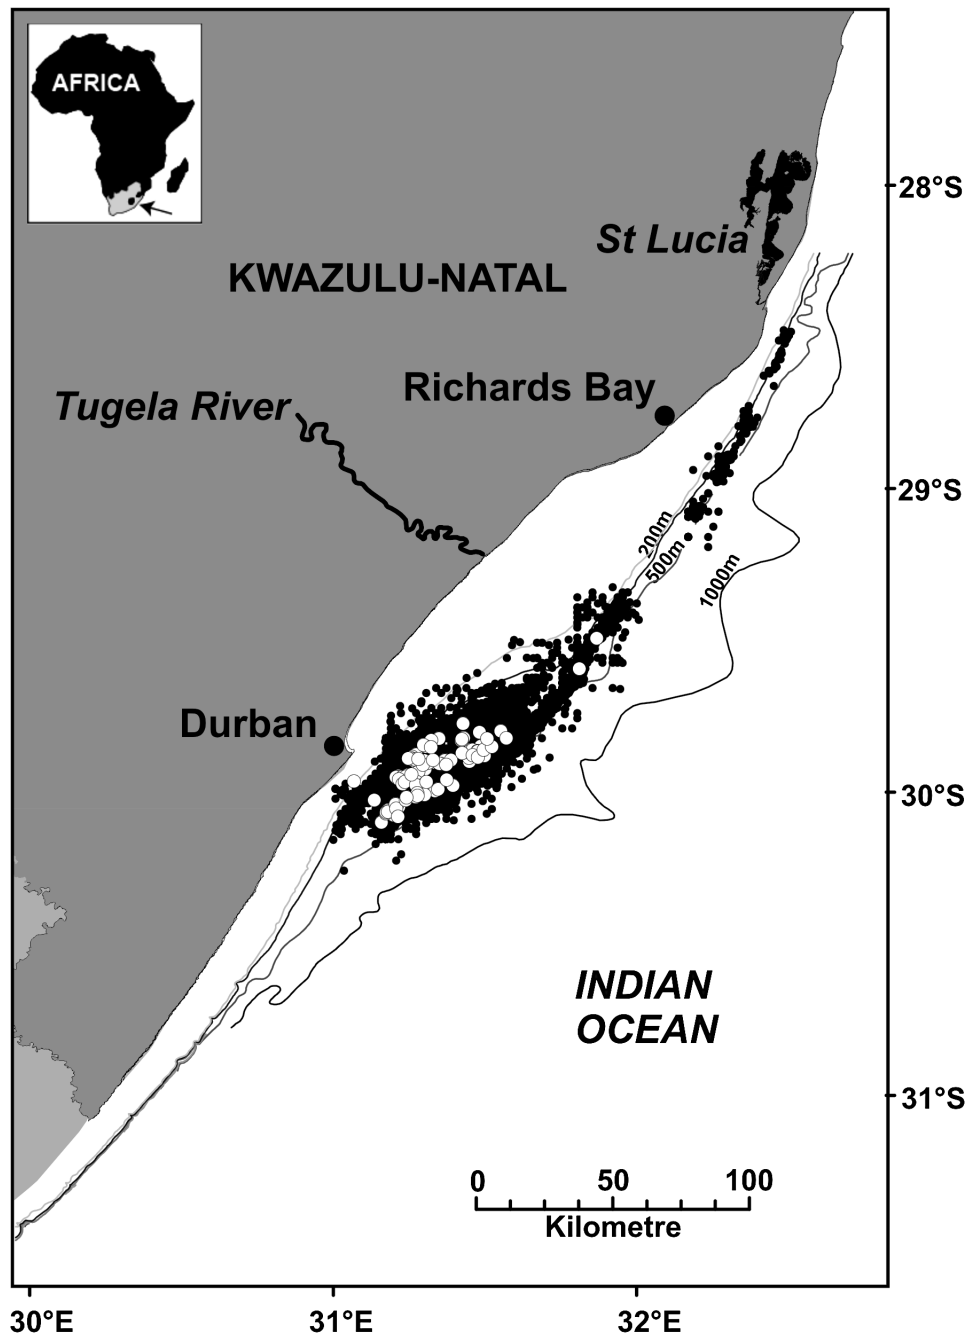 AFRICA
28°S
St Lucia
KWAZULU-NATAL
Richards Bay
Tugela River
29°S
200m
500m
1000m
Durban
30°S
INDIAN
OCEAN
31°S
0 50 100
Kilometre
30°E 31°E 32°E